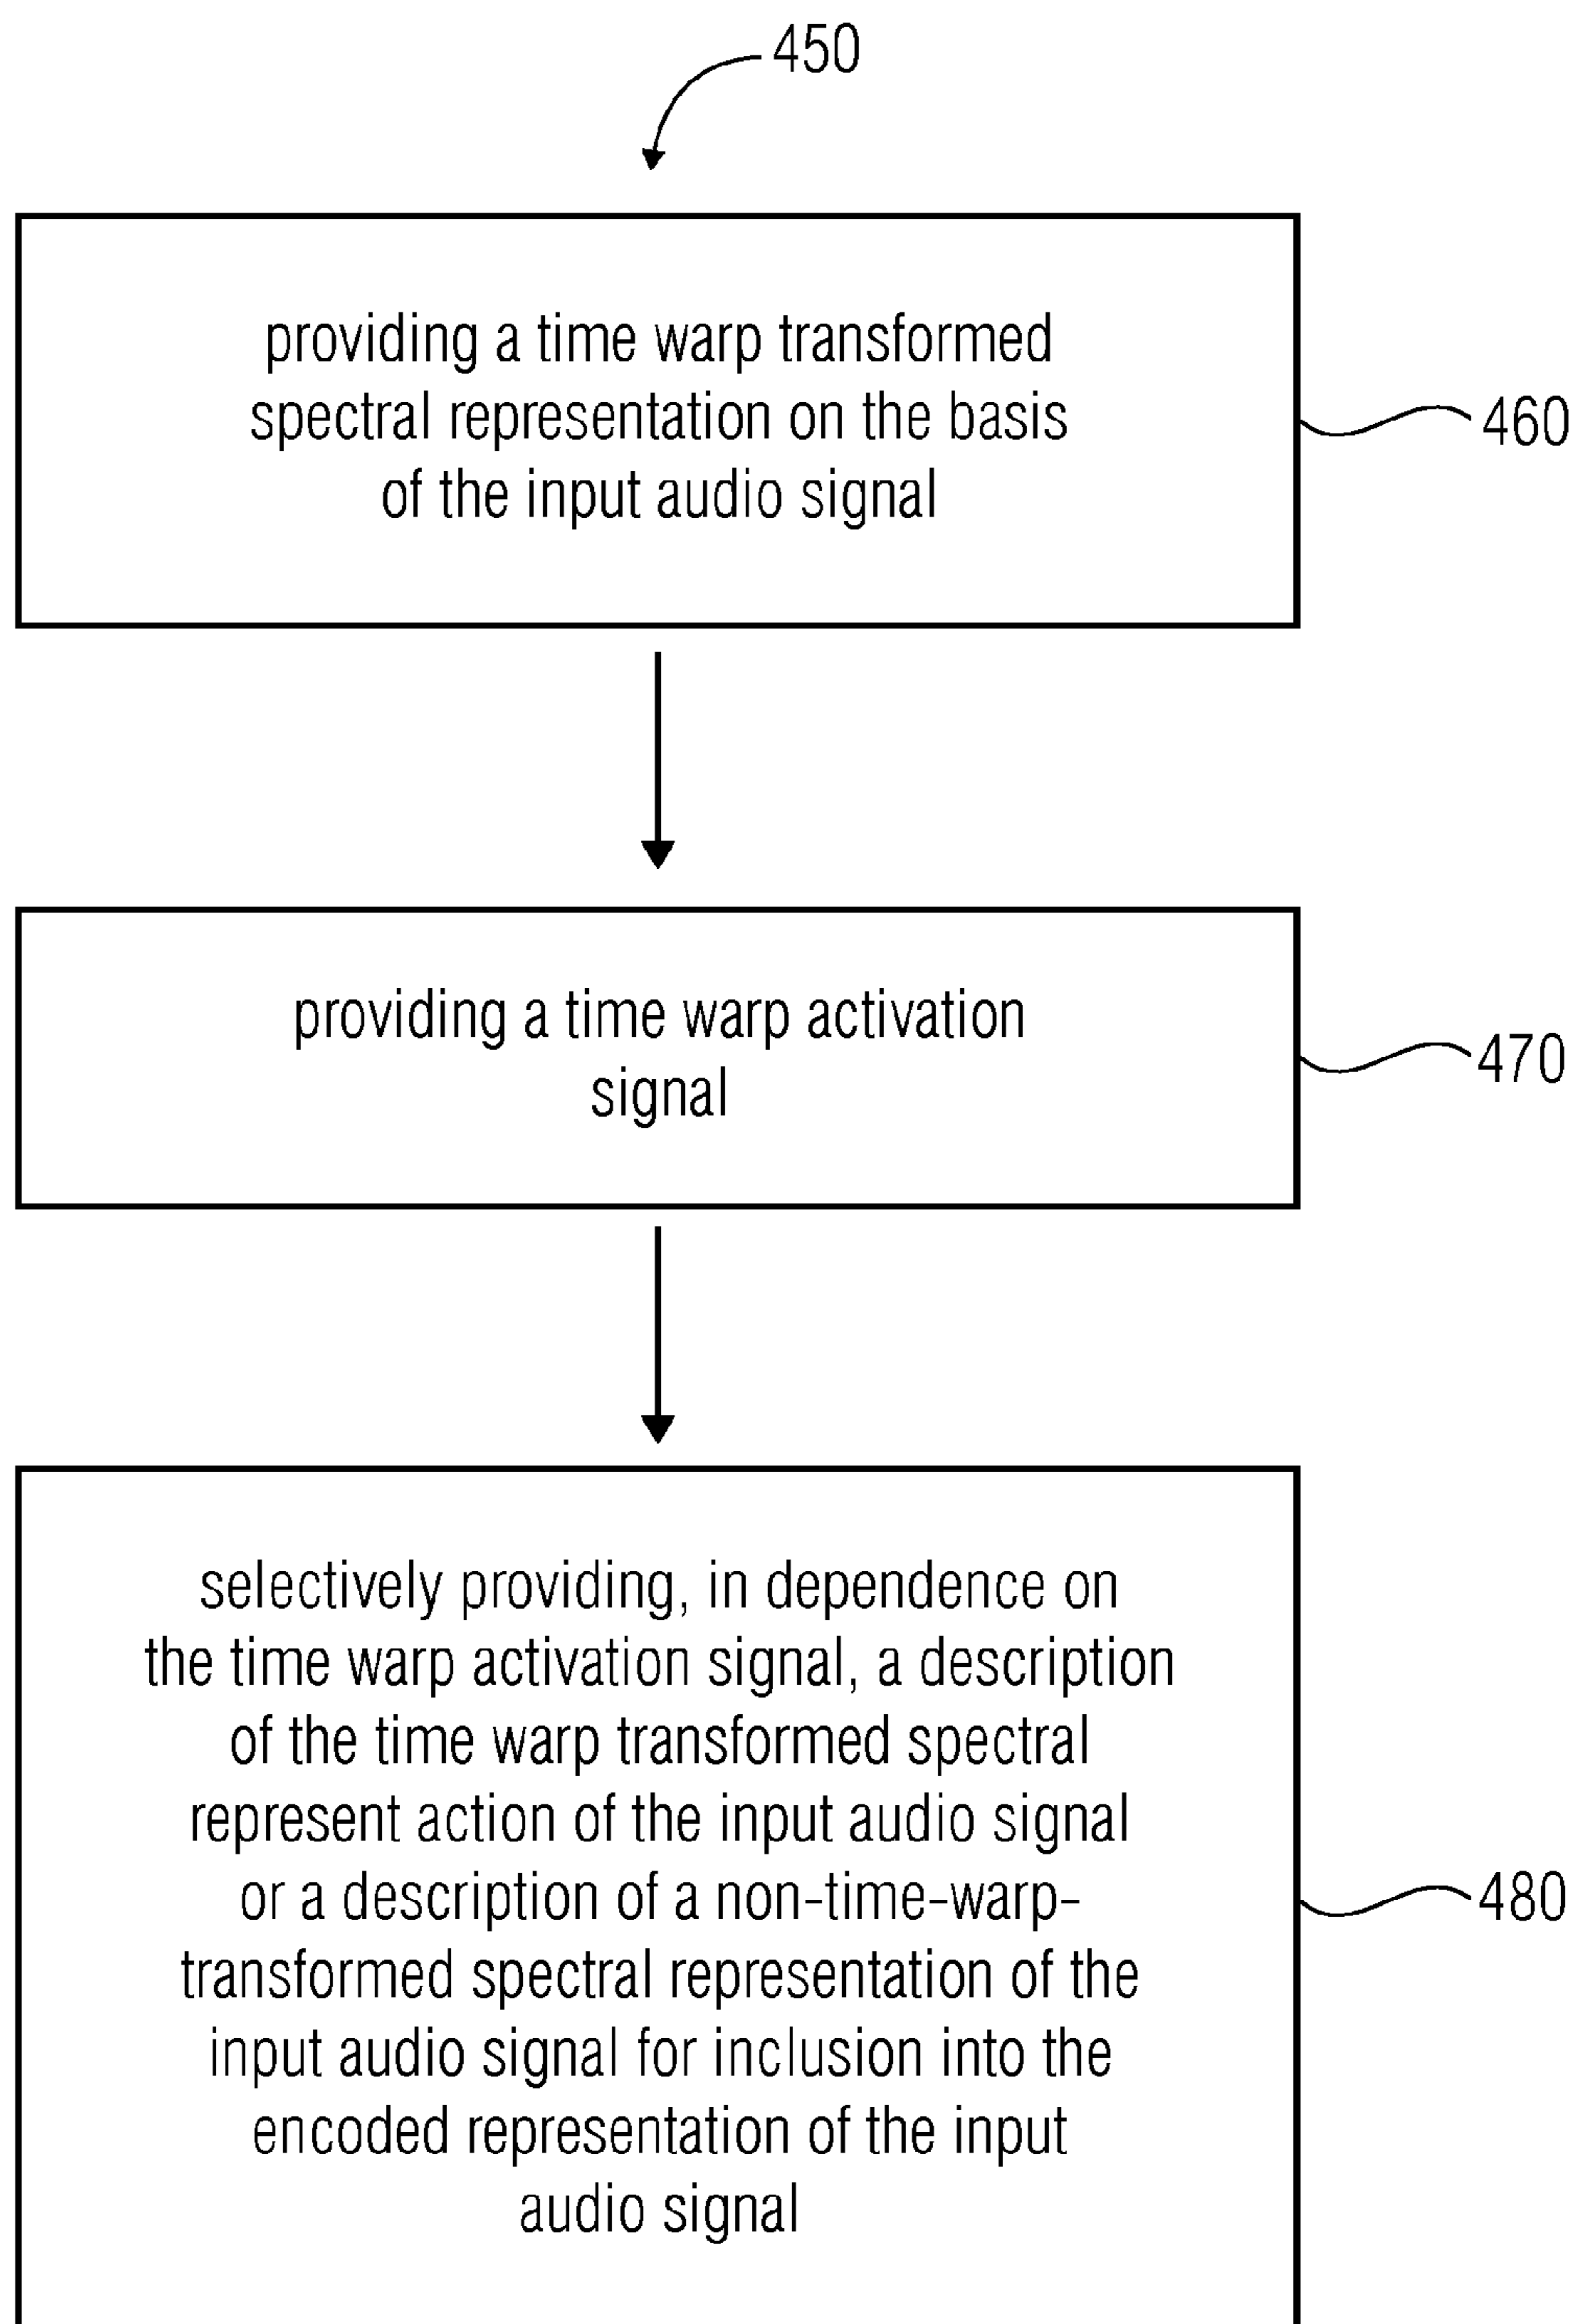 450
providing a time warp transformed
spectral representation on the basis
of the input audio signal
460
providing a time warp activation
signal
470
selectively providing, in dependence on
the time warp activation signal, a description
of the time warp transformed spectral
represent action of the input audio signal
or a description of a non-time-warp-
transformed spectral representation of the
input audio signal for inclusion into the
encoded representation of the input
audio signal
480